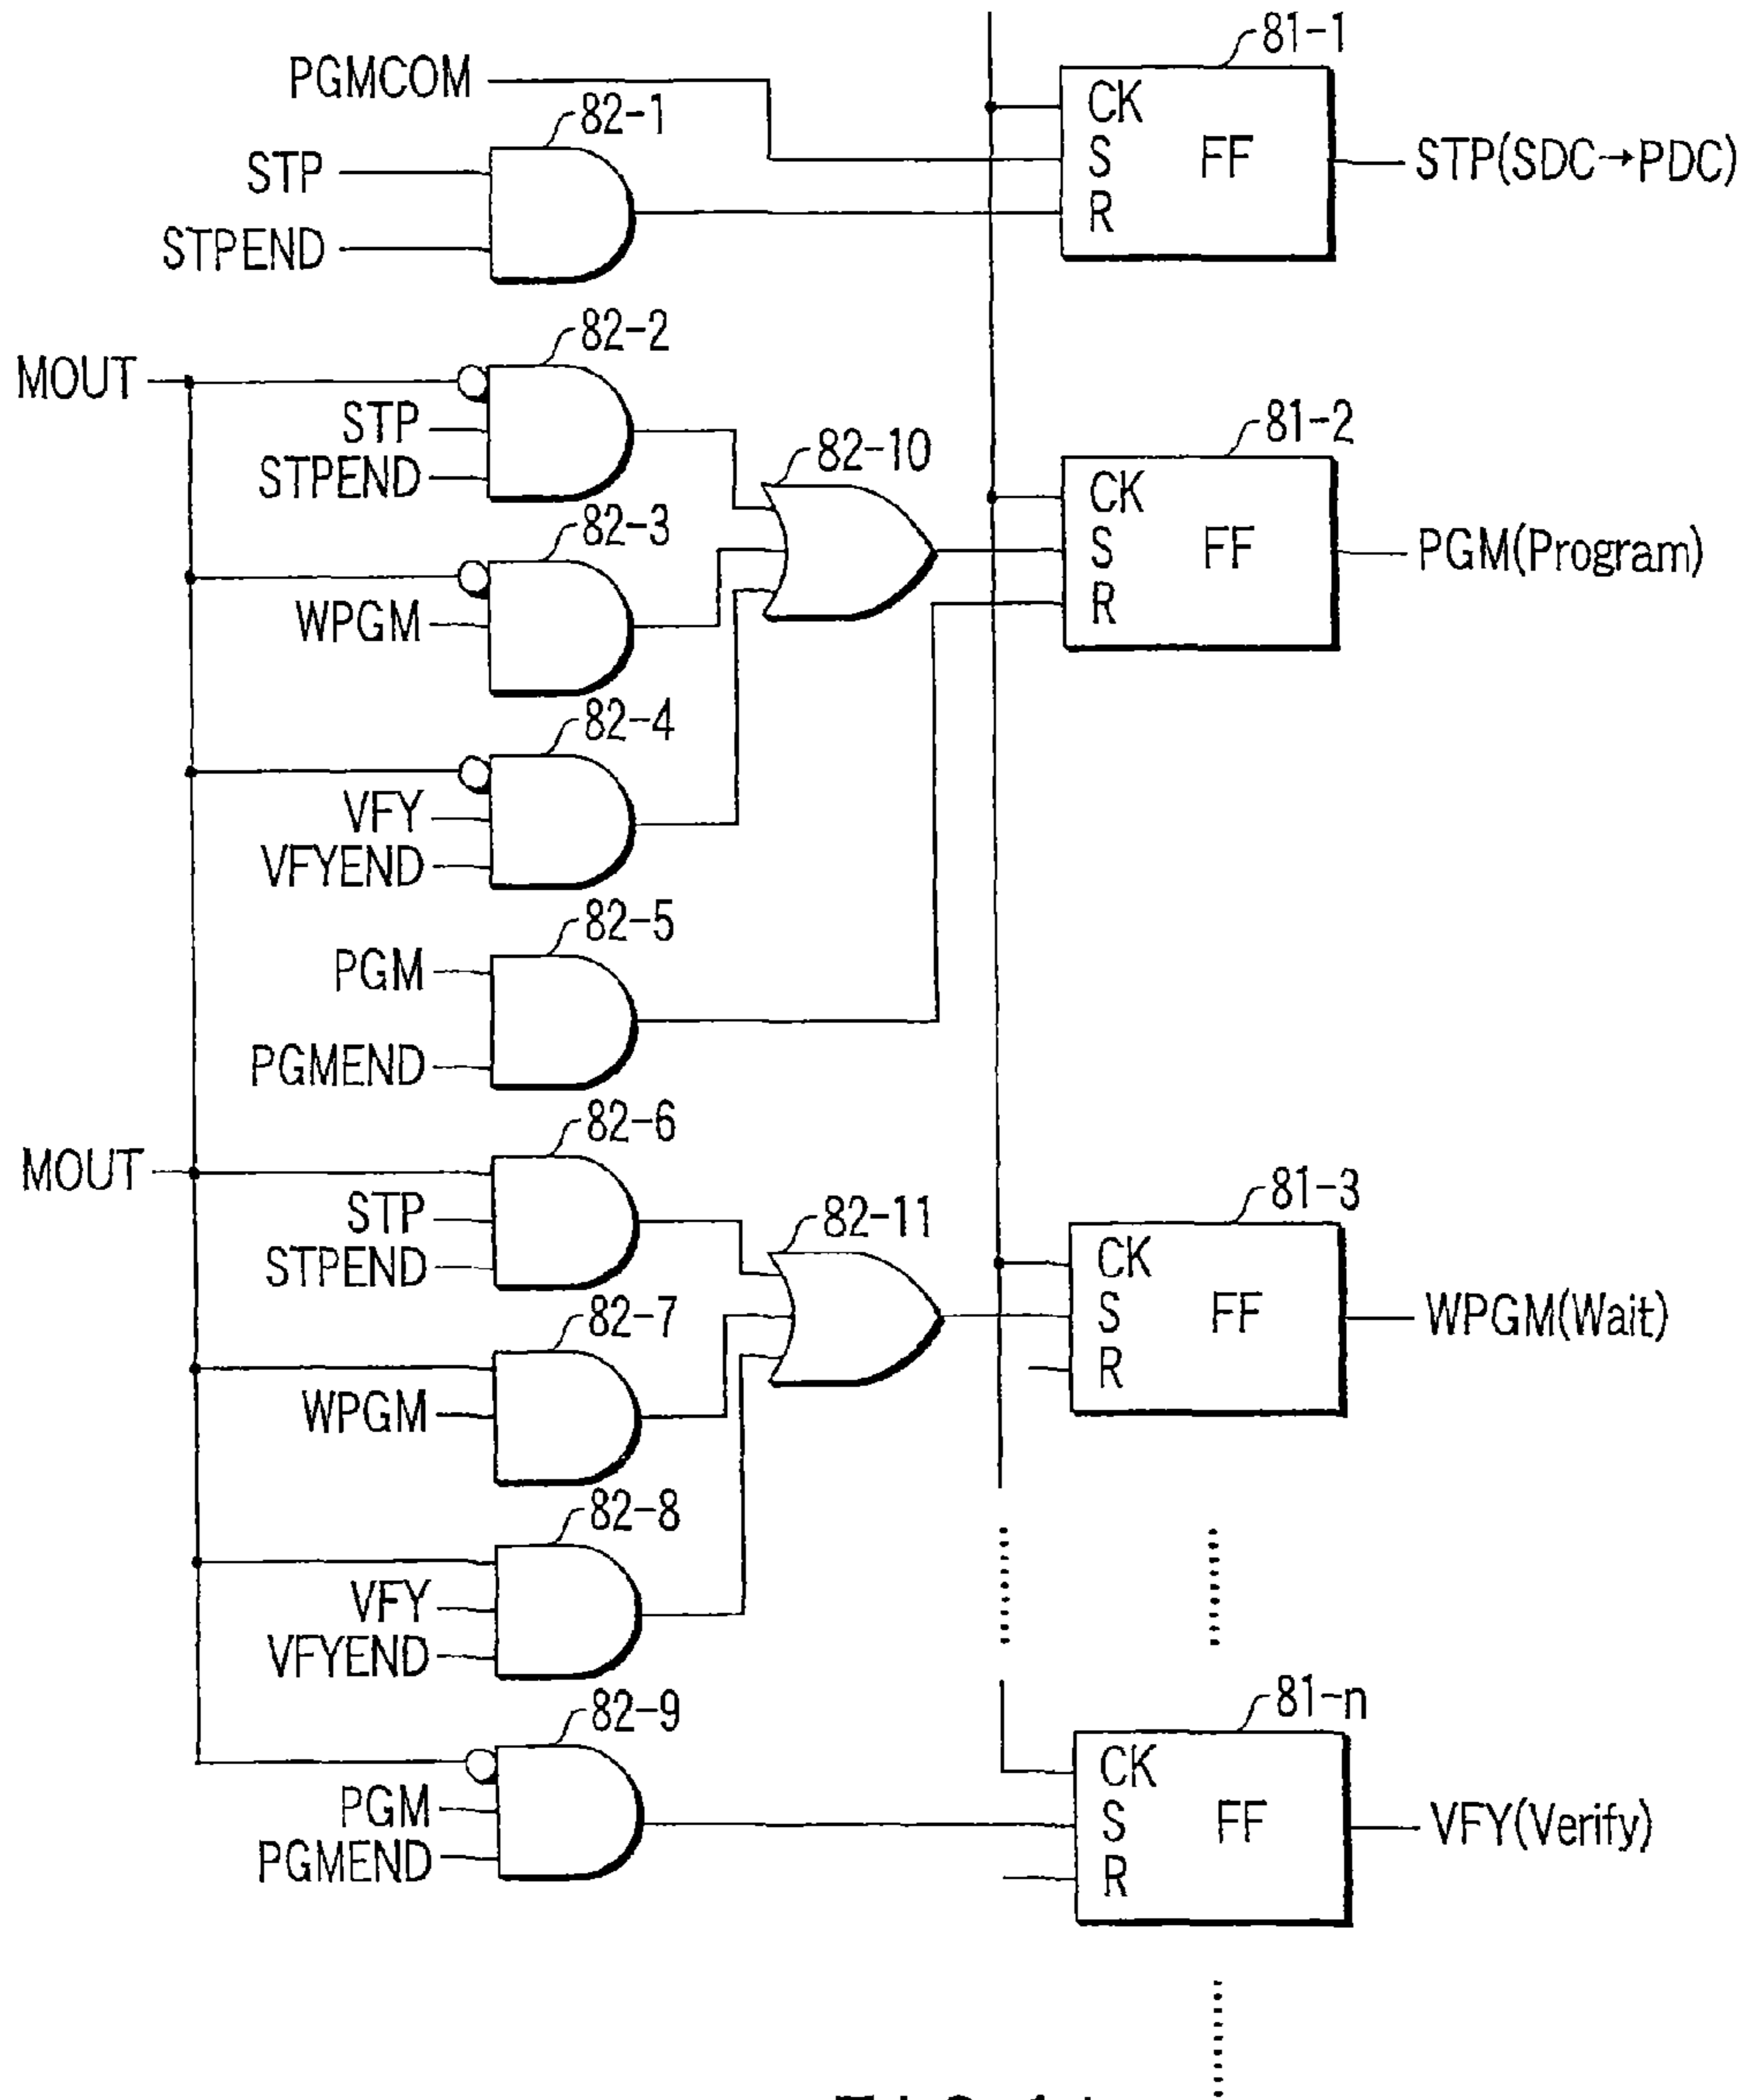 81-1
PGMCOM
CK
82-1
S
FF
STP(SDC→PDC)
STP
R
STPEND
82-2
MOUT
STP
81-2
82-10
STPEND
CK
82-3
S
FF
PGM(Program)
R
WPGM
82-4
VFY
VFYEND
82-5
PGM
PGMEND
82-6
MOUT
81-3
STP
82-11
STPEND
CK
82-7
S
FF
WPGM(Wait)
R
WPGM
82-8
VFY
VFYEND
82-9
81-n
CK
PGM
S
FF
VFY(Verify)
PGMEND
R